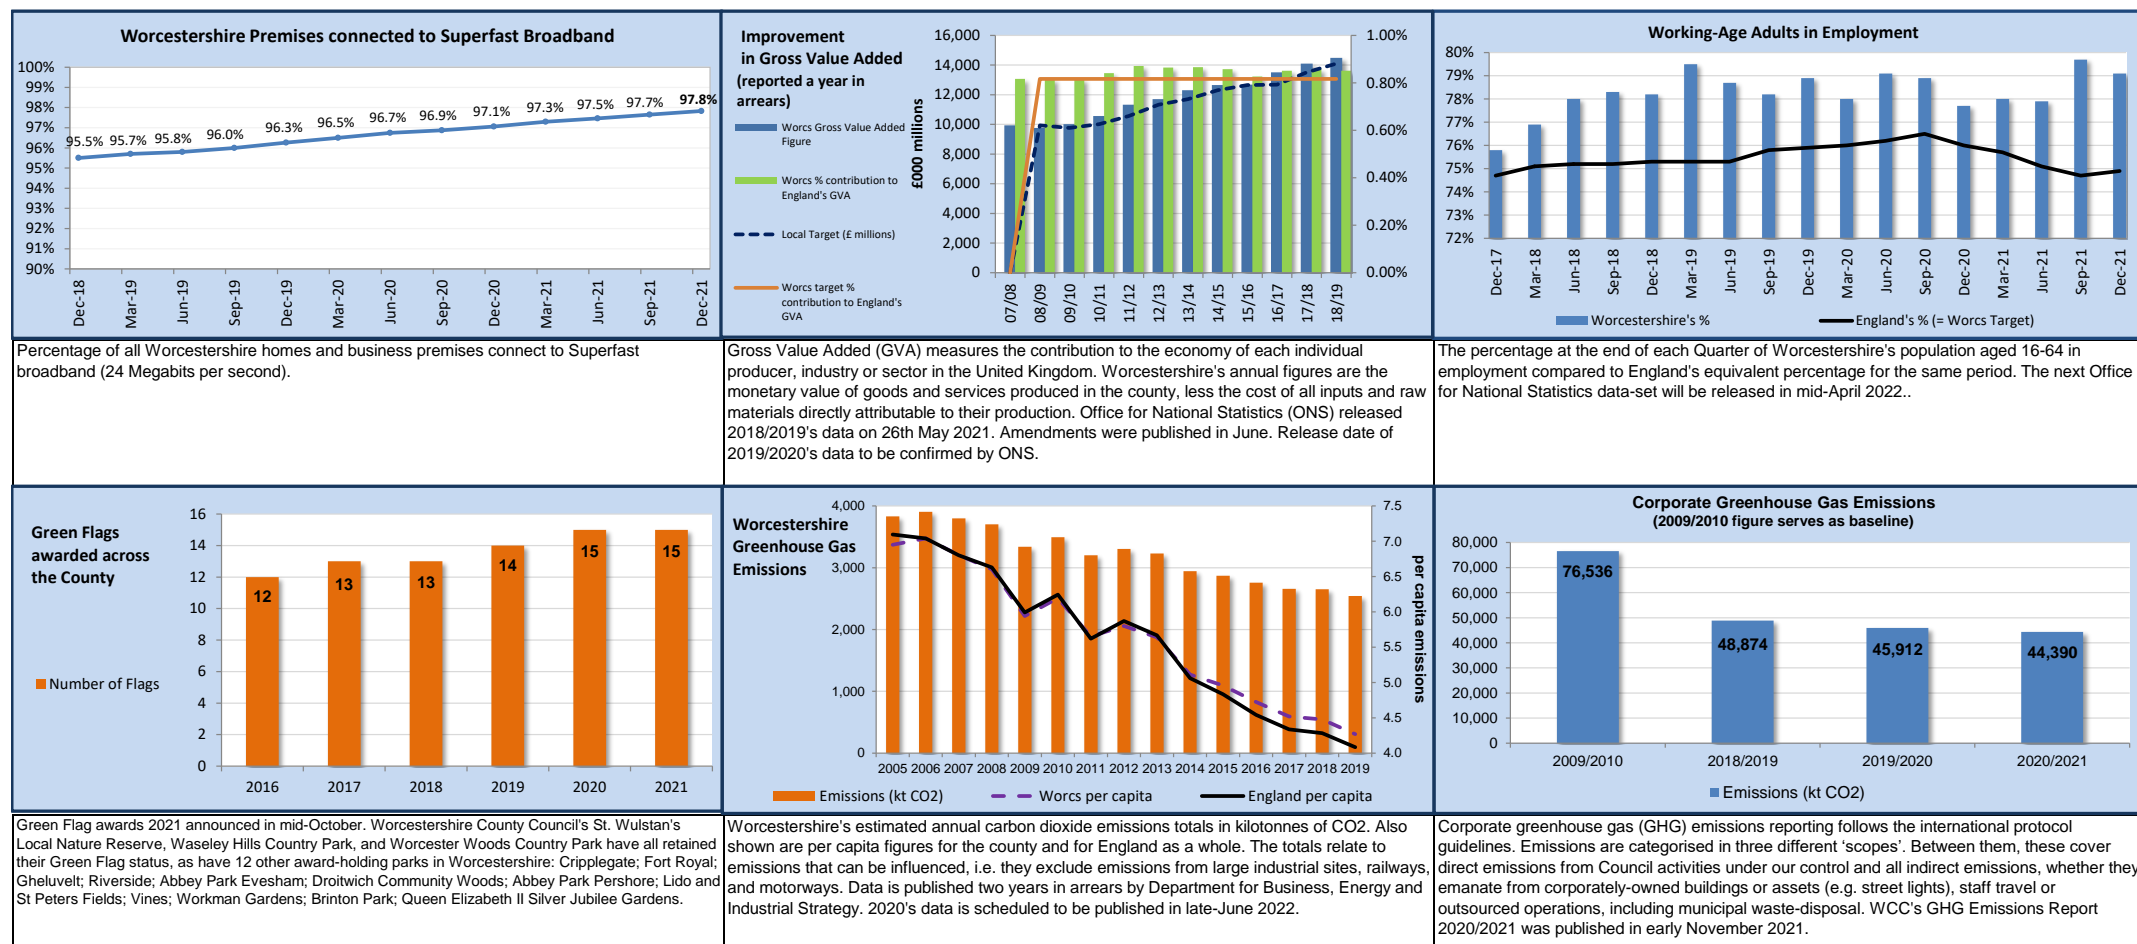 Worcestershire Premises connected to Superfast Broadband
100%
99%
98%
97%
96%
95%
94%
93%
92%
91%
90%
95.5%
95.7%
95.8%
96.0%
96.3%
96.5%
96.7%
96.9%
97.1%
97.3%
97.5%
97.7%
97.8%
Dec-18
Mar-19
Jun-19
Sep-19
Dec-19
Mar-20
Jun-20
Sep-20
Dec-20
Mar-21
Jun-21
Sep-21
Dec-21
Percentage of all Worcestershire homes and business premises connect to Superfast
broadband (24 Megabits per second).
Improvement
in Gross Value Added
(reported a year in
arrears)
Worcs Gross Value Added
Figure
Worcs % contribution to
England's GVA
Local Target (£ millions)
Worcs target %
contribution to England's
GVA
£000 millions
16,000
14,000
12,000
10,000
8,000
6,000
4,000
2,000
0
1.00%
0.80%
0.60%
0.40%
0.20%
0.00%
07/08
08/09
09/10
10/11
11/12
12/13
13/14
14/15
15/16
16/17
17/18
18/19
Gross Value Added (GVA) measures the contribution to the economy of each individual
producer, industry or sector in the United Kingdom. Worcestershire's annual figures are the
monetary value of goods and services produced in the county, less the cost of all inputs and raw
materials directly attributable to their production. Office for National Statistics (ONS) released
2018/2019's data on 26th May 2021. Amendments were published in June. Release date of
2019/2020's data to be confirmed by ONS.
Working-Age Adults in Employment
80%
79%
78%
77%
76%
75%
74%
73%
72%
Dec-17
Mar-18
Jun-18
Sep-18
Dec-18
Mar-19
Jun-19
Sep-19
Dec-19
Mar-20
Jun-20
Sep-20
Dec-20
Mar-21
Jun-21
Sep-21
Dec-21
Worcestershire's %
England's % (= Worcs Target)
The percentage at the end of each Quarter of Worcestershire's population aged 16-64 in
employment compared to England's equivalent percentage for the same period. The next Office
for National Statistics data-set will be released in mid-April 2022..
Green Flags
awarded across
the County
Number of Flags
16
14
12
10
8
6
4
2
0
12
13
13
14
15
15
2016
2017
2018
2019
2020
2021
Green Flag awards 2021 announced in mid-October. Worcestershire County Council's St. Wulstan's
Local Nature Reserve, Waseley Hills Country Park, and Worcester Woods Country Park have all retained
their Green Flag status, as have 12 other award-holding parks in Worcestershire: Cripplegate; Fort Royal;
Gheluvelt; Riverside; Abbey Park Evesham; Droitwich Community Woods; Abbey Park Pershore; Lido and
St Peters Fields; Vines; Workman Gardens; Brinton Park; Queen Elizabeth II Silver Jubilee Gardens.
Worcestershire
Greenhouse Gas
Emissions
4,000
3,000
2,000
1,000
0
7.5
7.0
6.5
6.0
5.5
5.0
4.5
4.0
per capita emissions
2005
2006
2007
2008
2009
2010
2011
2012
2013
2014
2015
2016
2017
2018
2019
Emissions (kt CO2)
Worcs per capita
England per capita
Worcestershire's estimated annual carbon dioxide emissions totals in kilotonnes of CO2. Also
shown are per capita figures for the county and for England as a whole. The totals relate to
emissions that can be influenced, i.e. they exclude emissions from large industrial sites, railways,
and motorways. Data is published two years in arrears by Department for Business, Energy and
Industrial Strategy. 2020's data is scheduled to be published in late-June 2022.
Corporate Greenhouse Gas Emissions
(2009/2010 figure serves as baseline)
80,000
70,000
60,000
50,000
40,000
30,000
20,000
10,000
0
76,536
48,874
45,912
44,390
2009/2010
2018/2019
2019/2020
2020/2021
Emissions (kt CO2)
Corporate greenhouse gas (GHG) emissions reporting follows the international protocol
guidelines. Emissions are categorised in three different ‘scopes’. Between them, these cover
direct emissions from Council activities under our control and all indirect emissions, whether they
emanate from corporately-owned buildings or assets (e.g. street lights), staff travel or
outsourced operations, including municipal waste-disposal. WCC's GHG Emissions Report
2020/2021 was published in early November 2021.